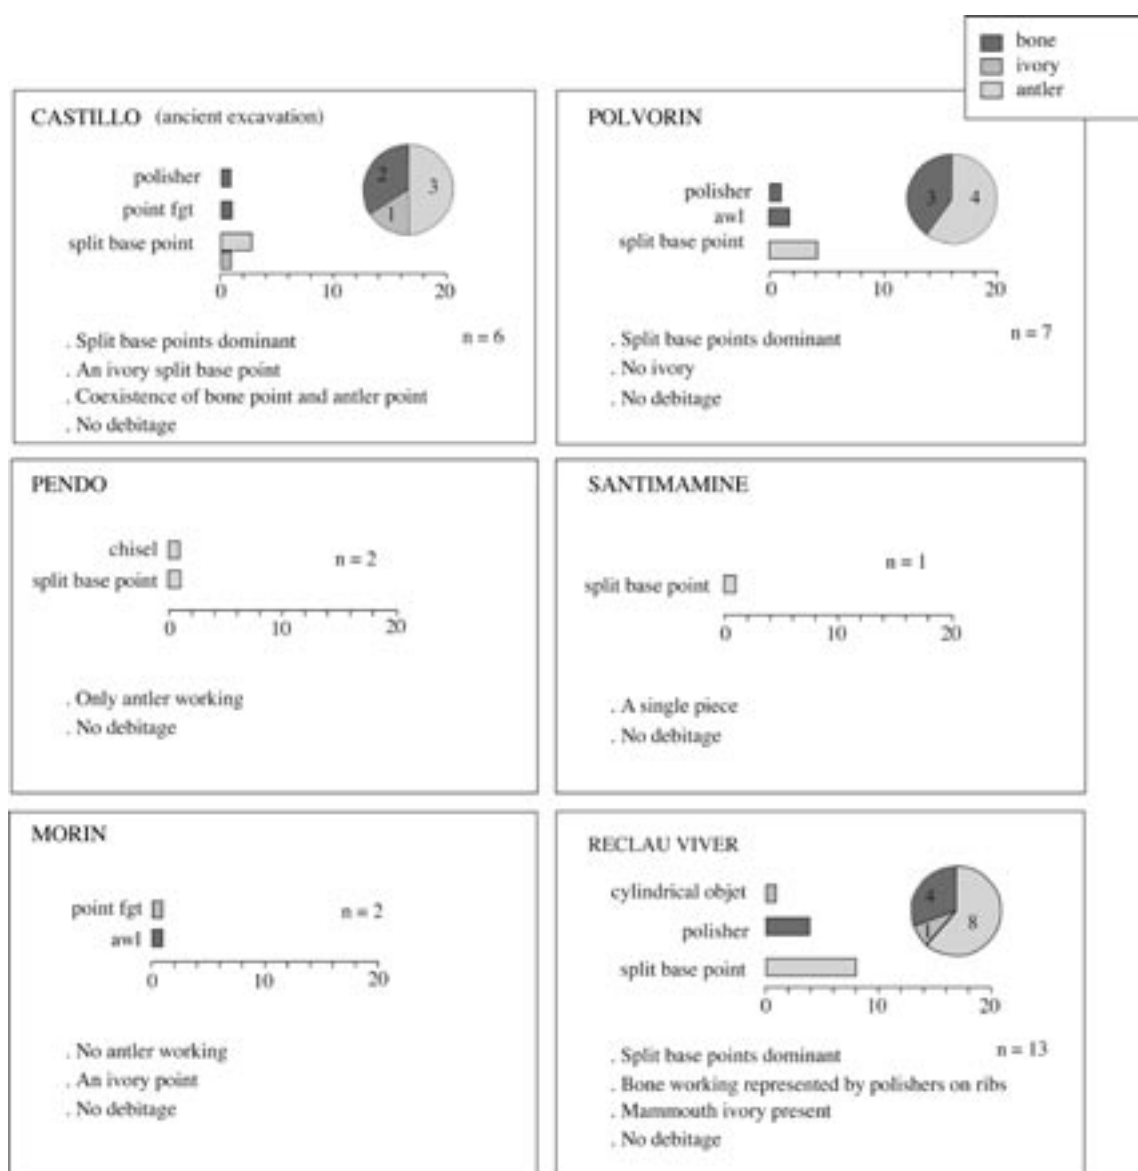 bone
ivory
antler
CASTILLO (ancient excavation)
polisher
point fgt
split base point
2
3
1
0 10 20
n = 6
. Split base points dominant
. An ivory split base point
. Coexistence of bone point and antler point
. No debitage
POLVORIN
polisher
awl
split base point
3
4
0 10 20
n = 7
. Split base points dominant
. No ivory
. No debitage
PENDO
chisel
split base point
n = 2
0 10 20
. Only antler working
. No debitage
SANTIMAMINE
n = 1
split base point
0 10 20
. A single piece
. No debitage
MORIN
point fgt
awl
n = 2
0 10 20
. No antler working
. An ivory point
. No debitage
RECLAU VIVER
cylindrical objet
polisher
split base point
4
1
8
0 10 20
n = 13
. Split base points dominant
. Bone working represented by polishers on ribs
. Mammouth ivory present
. No debitage